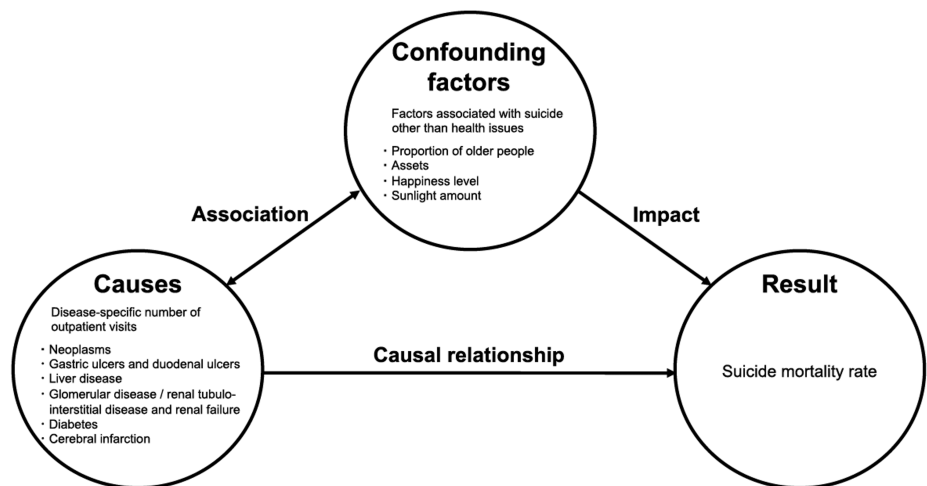 Confounding
factors
Factors associated with suicide
other than health issues
・Proportion of older people
・Assets
・Happiness level
・Sunlight amount
Association
Impact
Causes
Disease-specific number of
outpatient visits
・Neoplasms
・Gastric ulcers and duodenal ulcers
・Liver disease
・Glomerular disease / renal tubulo-
interstitial disease and renal failure
・Diabetes
・Cerebral infarction
Causal relationship
Result
Suicide mortality rate